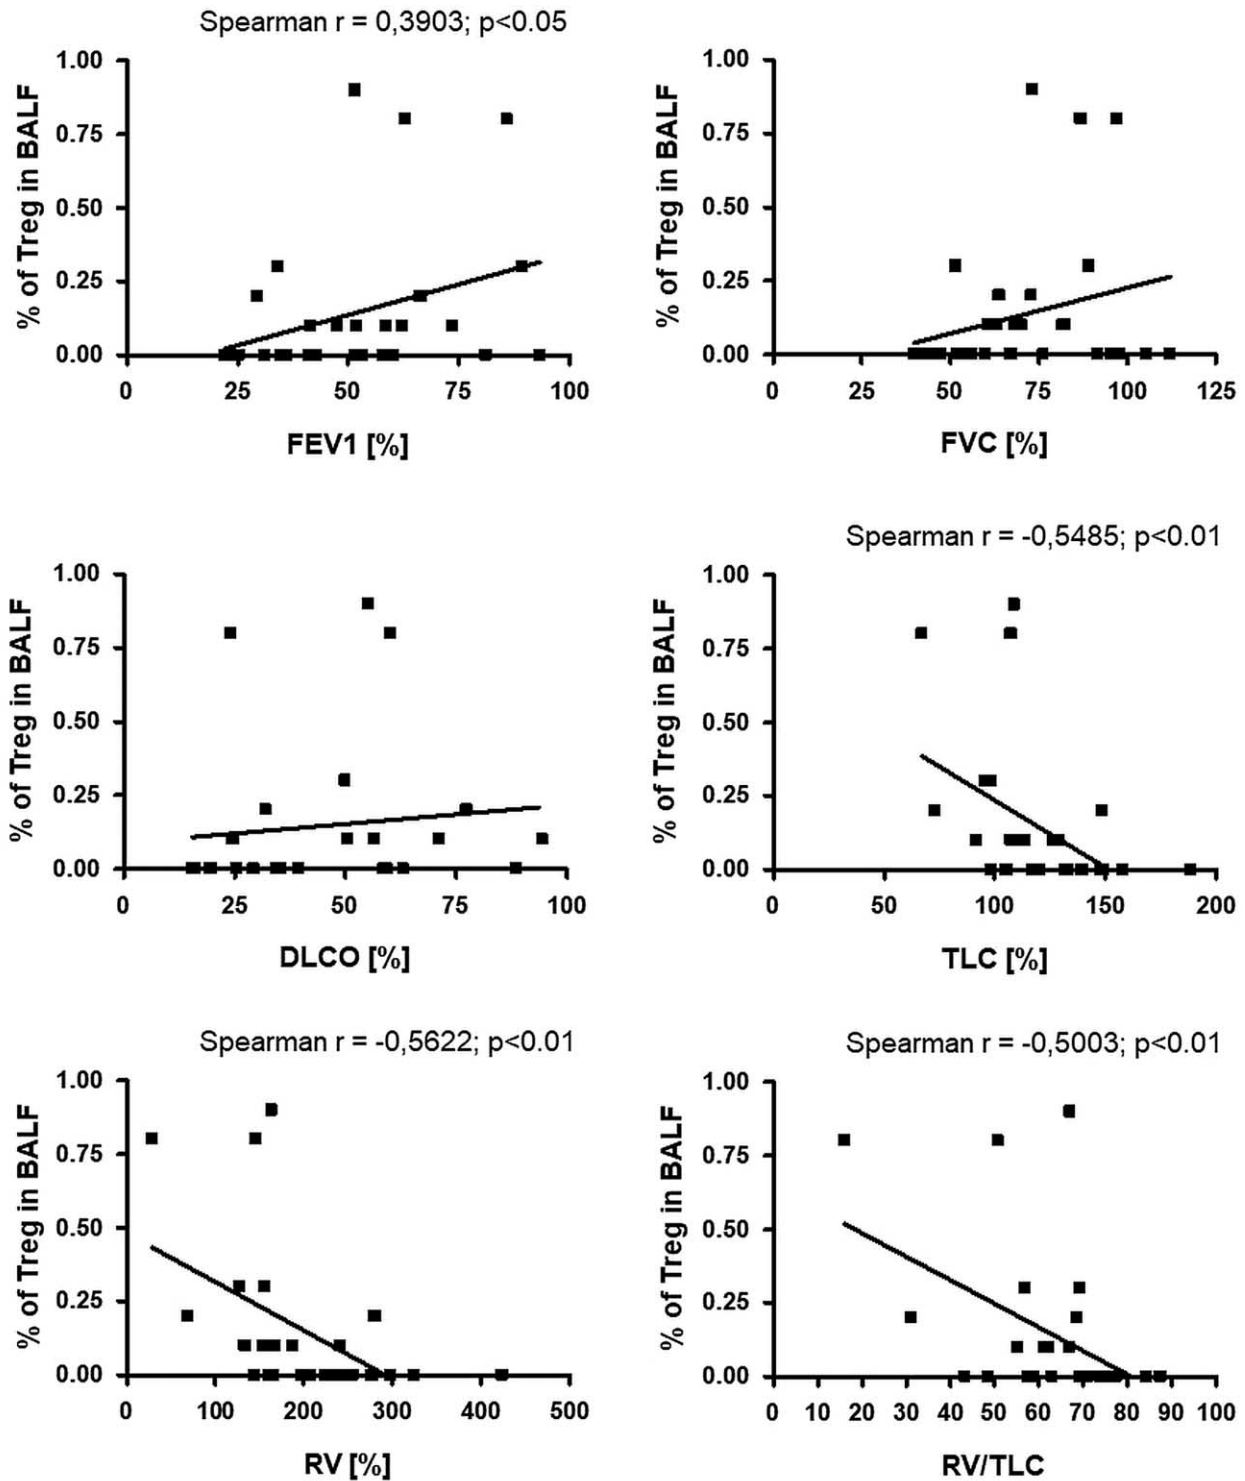 Spearman r = 0,3903; p<0.05
1.00
0.75
0.50
0.25
0.00
% of Treg in BALF
0 25 50 75 100
FEV1 [%]
1.00
0.75
0.50
0.25
0.00
% of Treg in BALF
0 25 50 75 100 125
FVC [%]
1.00
0.75
0.50
0.25
0.00
% of Treg in BALF
0 25 50 75 100
DLCO [%]
Spearman r = -0,5485; p<0.01
1.00
0.75
0.50
0.25
0.00
% of Treg in BALF
0 50 100 150 200
TLC [%]
Spearman r = -0,5622; p<0.01
1.00
0.75
0.50
0.25
0.00
% of Treg in BALF
0 100 200 300 400 500
RV [%]
Spearman r = -0,5003; p<0.01
1.00
0.75
0.50
0.25
0.00
% of Treg in BALF
0 10 20 30 40 50 60 70 80 90 100
RV/TLC